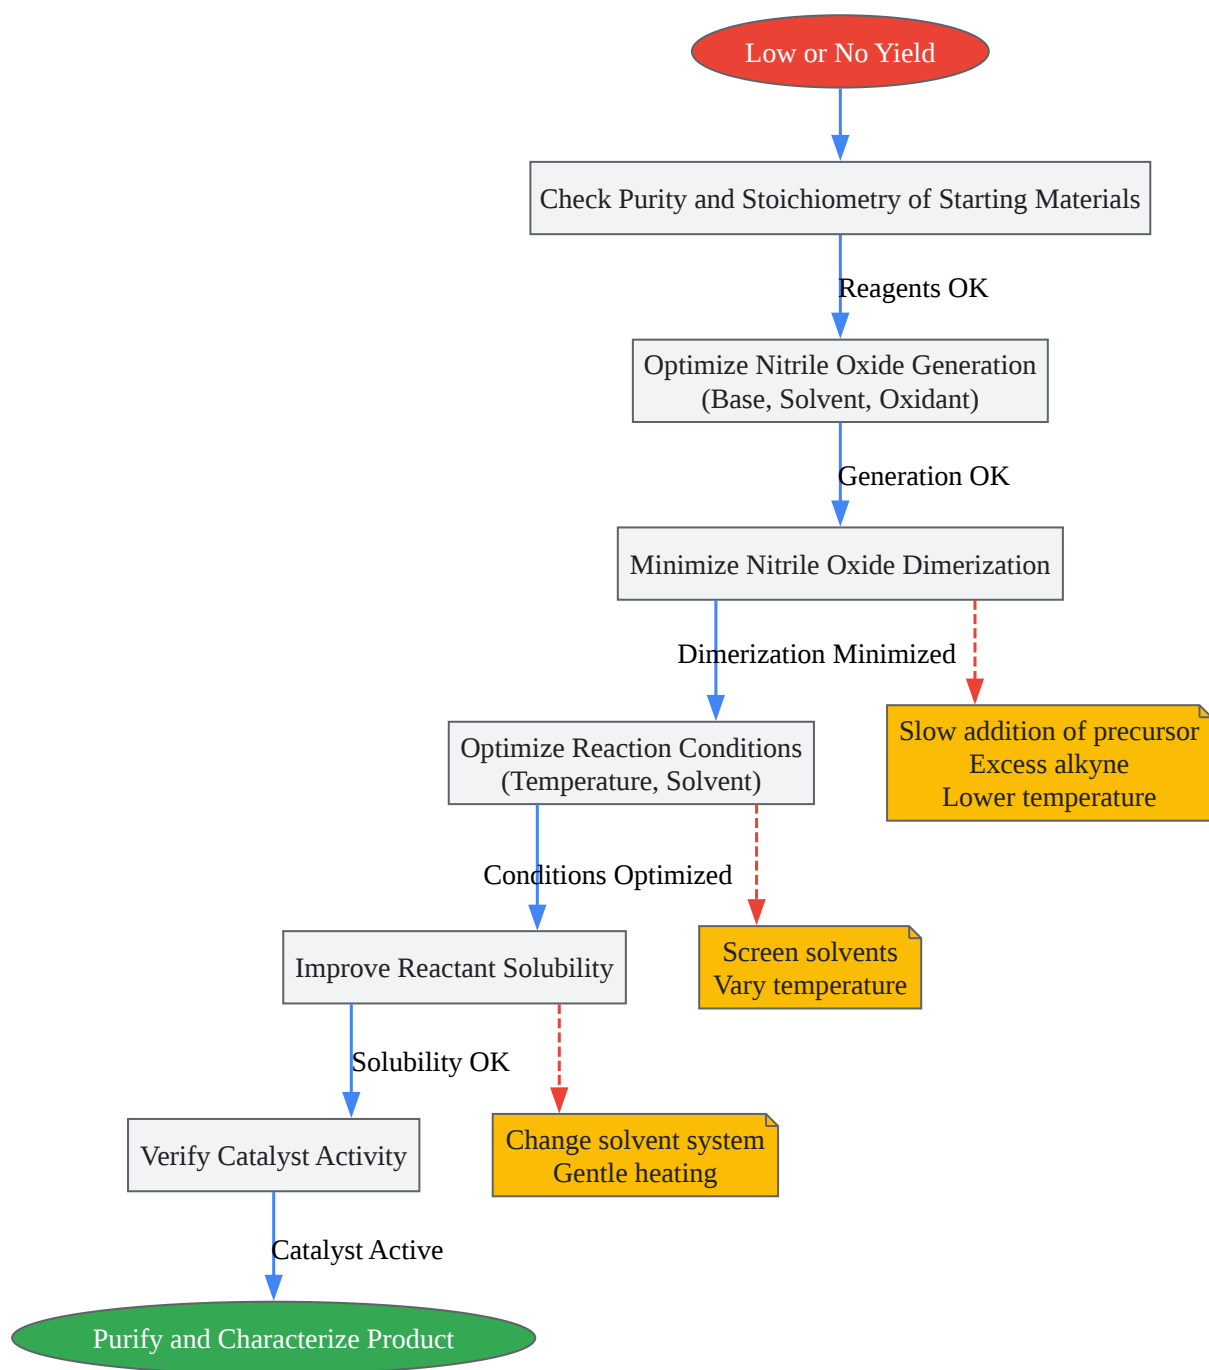 Low or No Yield
Check Purity and Stoichiometry of Starting Materials
Reagents OK
Optimize Nitrile Oxide Generation
(Base, Solvent, Oxidant)
Generation OK
Minimize Nitrile Oxide Dimerization
Dimerization Minimized
Slow addition of precursor
Excess alkyne
Lower temperature
Optimize Reaction Conditions
(Temperature, Solvent)
Conditions Optimized
Screen solvents
Vary temperature
Improve Reactant Solubility
Solubility OK
Change solvent system
Gentle heating
Verify Catalyst Activity
Catalyst Active
Purify and Characterize Product